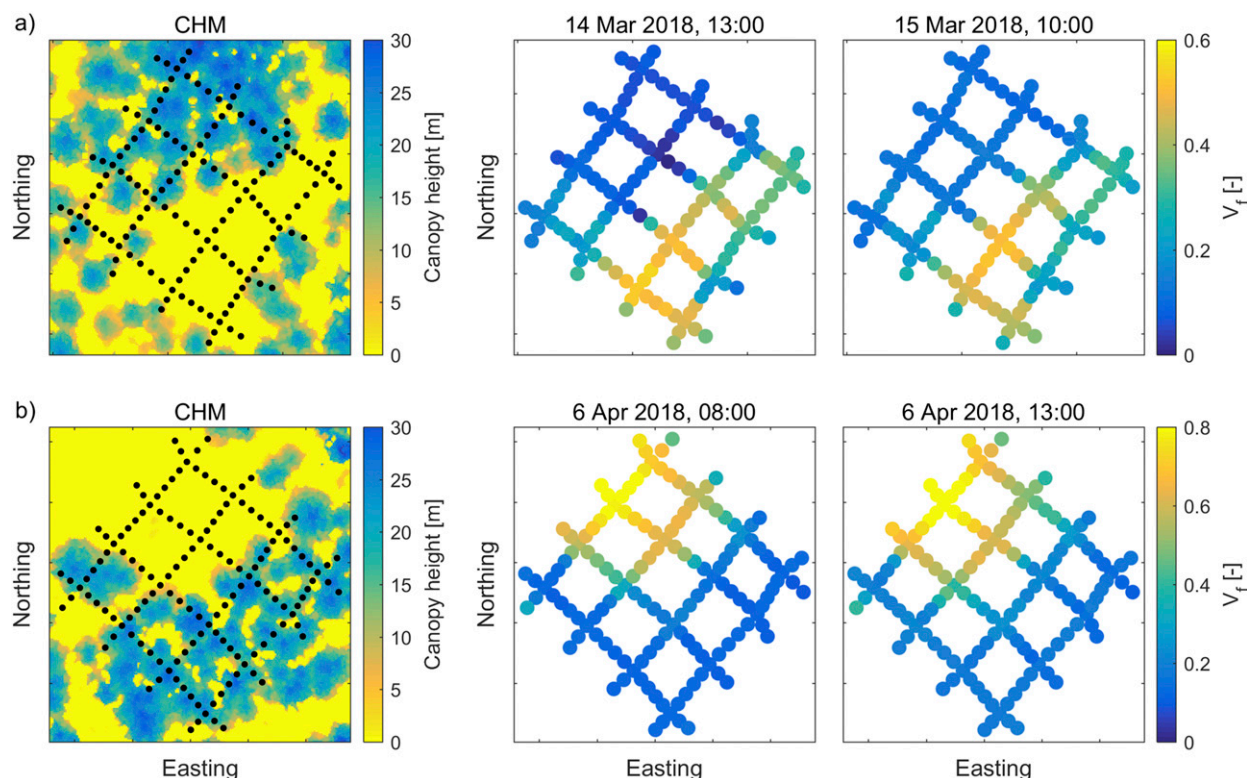 a)
CHM
14 Mar 2018, 13:00
15 Mar 2018, 10:00
Northing
30
25
20
15
10
5
0
Canopy height [m]
Northing
0.6
0.4
0.2
0
V_f [-]
b)
CHM
6 Apr 2018, 08:00
6 Apr 2018, 13:00
Northing
30
25
20
15
10
5
0
Canopy height [m]
Northing
0.8
0.6
0.4
0.2
0
V_f [-]
Easting
Easting